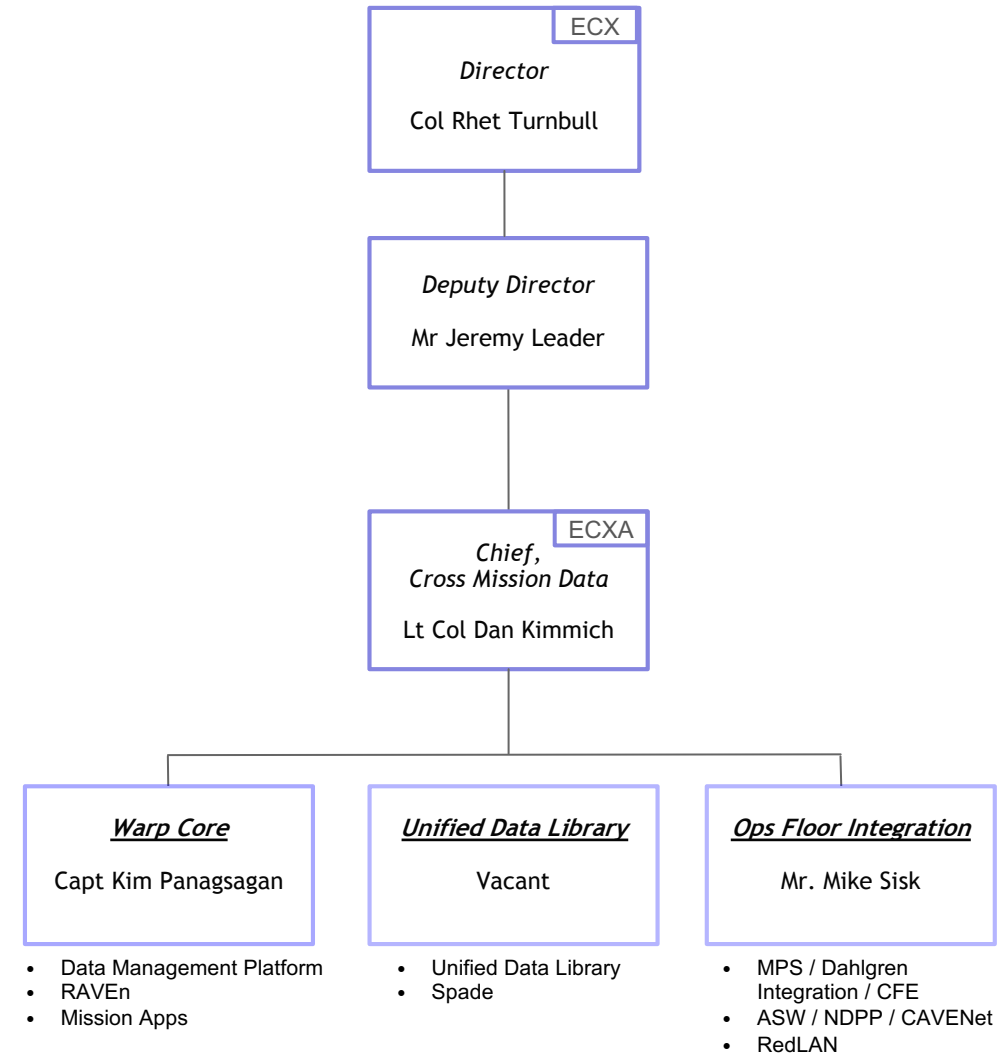 ECX
Director
Col Rhet Turnbull
Deputy Director
Mr Jeremy Leader
ECXA
Chief,
Cross Mission Data
Lt Col Dan Kimmich
Warp Core
Capt Kim Panagsagan
• Data Management Platform
• RAVEn
• Mission Apps
Unified Data Library
Vacant
• Unified Data Library
• Spade
Ops Floor Integration
Mr. Mike Sisk
• MPS / Dahlgren
Integration / CFE
• ASW / NDPP / CAVENet
• RedLAN